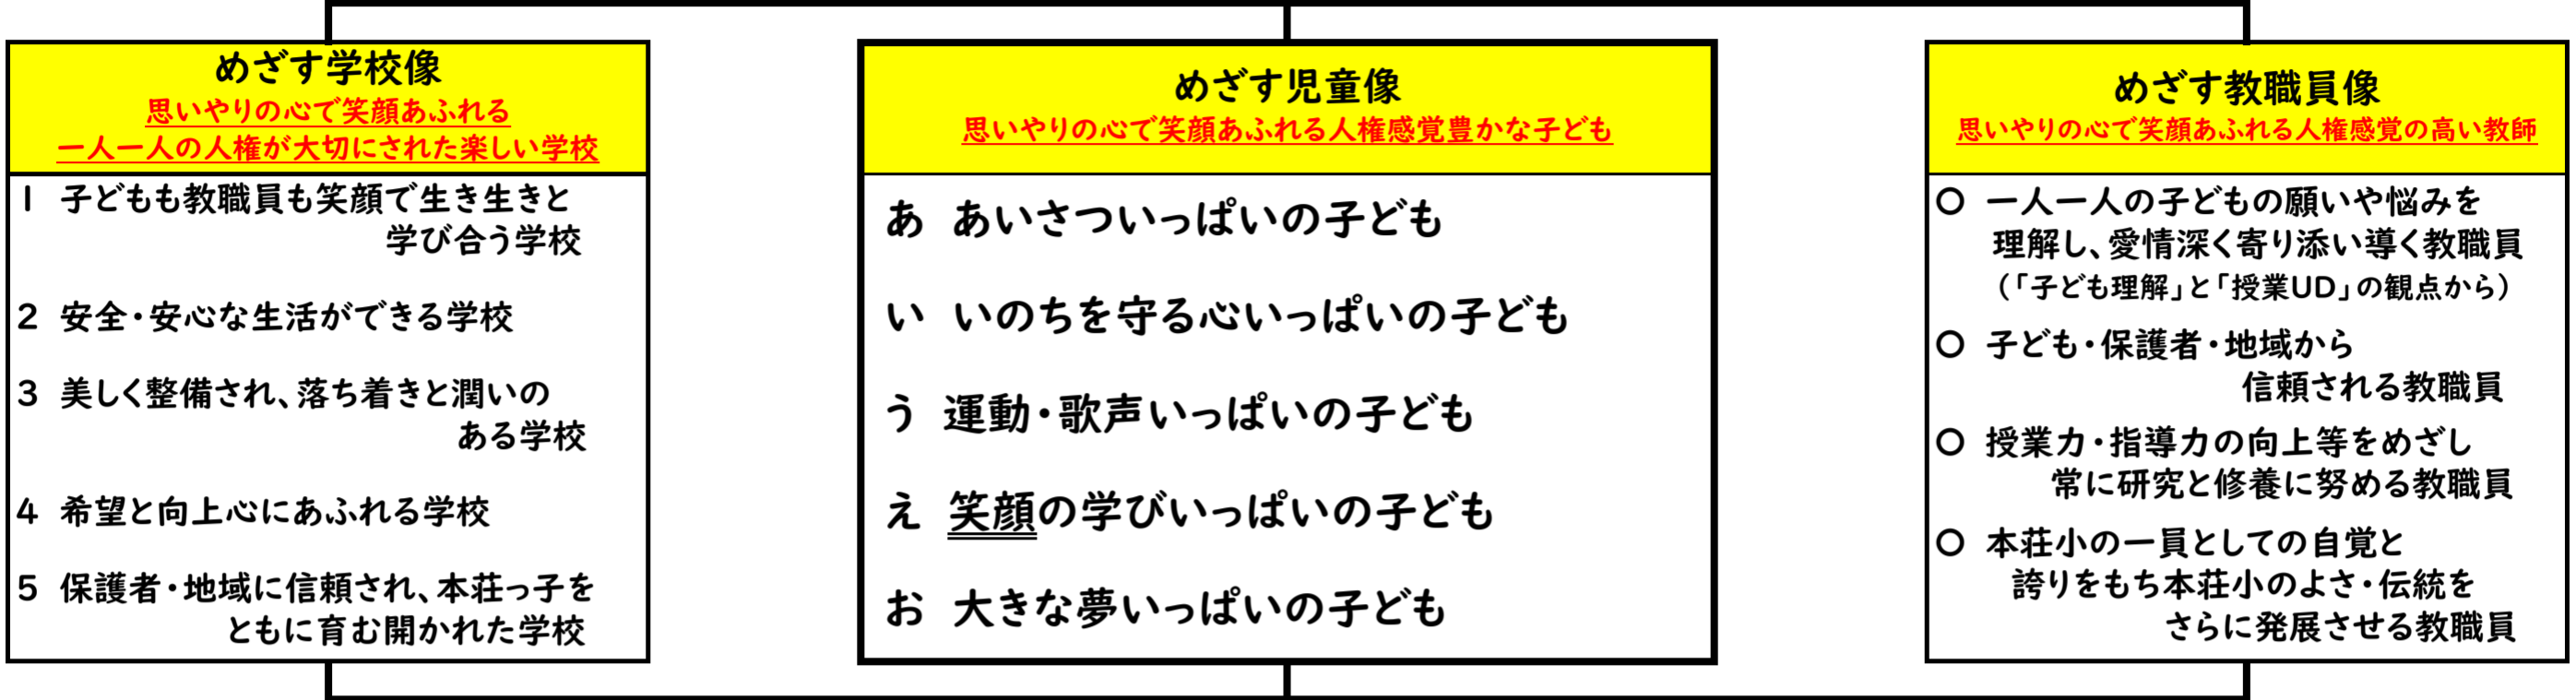 めざす学校像
思いやりの心で笑顔あふれる
一人一人の人権が大切にされた楽しい学校
1 子どもも教職員も笑顔で生き生きと
学び合う学校
2 安全・安心な生活ができる学校
3 美しく整備され、落ち着きと潤いの
ある学校
4 希望と向上心にあふれる学校
5 保護者・地域に信頼され、本荘っ子を
ともに育む開かれた学校
めざす児童像
思いやりの心で笑顔あふれる人権感覚豊かな子ども
あ あいさついっぱいの子ども
い いのちを守る心いっぱいの子ども
う 運動・歌声いっぱいの子ども
え 笑顔の学びいっぱいの子ども
お 大きな夢いっぱいの子ども
めざす教職員像
思いやりの心で笑顔あふれる人権感覚の高い教師
○ 一人一人の子どもの願いや悩みを
理解し、愛情深く寄り添い導く教職員
（「子ども理解」と「授業UD」の観点から）
○ 子ども・保護者・地域から
信頼される教職員
○ 授業力・指導力の向上等をめざし
常に研究と修養に努める教職員
○ 本荘小の一員としての自覚と
誇りをもち本荘小のよさ・伝統を
さらに発展させる教職員